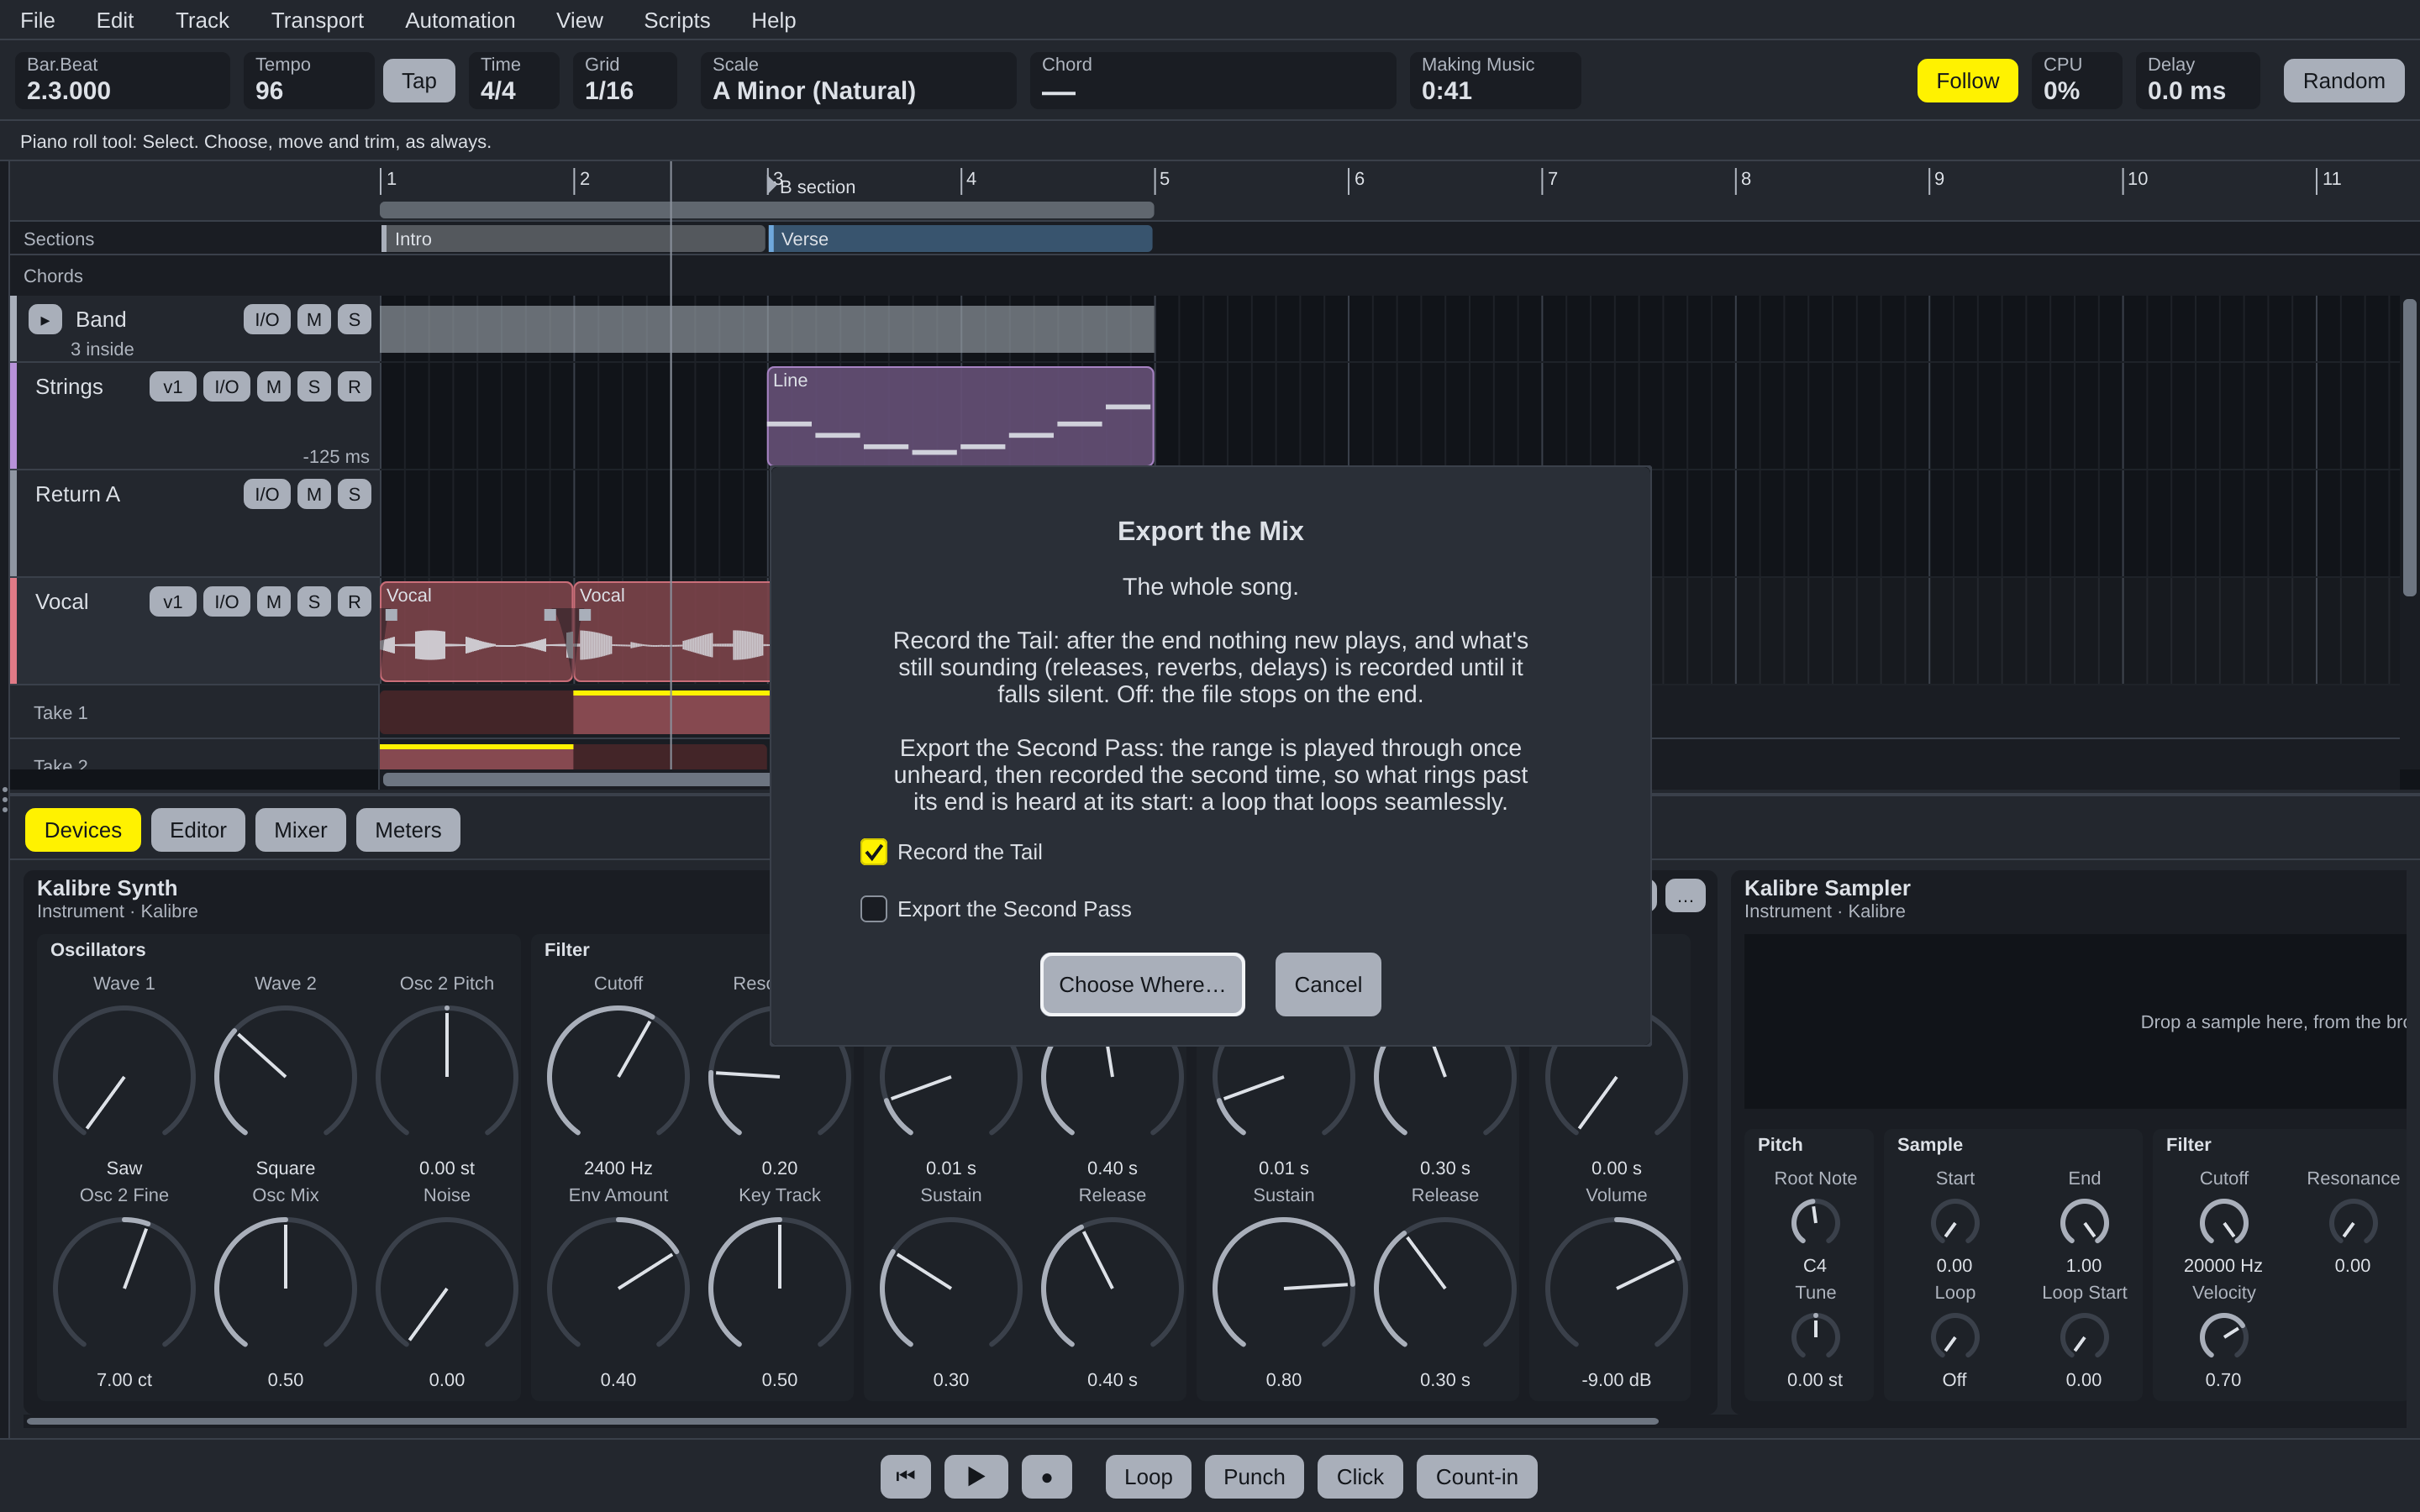 File Edit Track Transport Automation View Scripts Help
Bar.Beat Tempo Time Grid Scale Chord Making Music CPU Delay
2.3.000 96 Tap 4/4 1/16 A Minor (Natural) — 0:41 Follow 0% 0.0 ms Random
Piano roll tool: Select. Choose, move and trim, as always.
1 2 3 4 5 6 7 8 9 10 11
B section
Sections Intro Verse
Chords
Band I/O M S
3 inside
Strings v1 I/O M S R Line
-125 ms
Return A I/O M S
Vocal v1 I/O M S R Vocal Vocal
Take 1
Take 2
Export the Mix
The whole song.
Record the Tail: after the end nothing new plays, and what's
still sounding (releases, reverbs, delays) is recorded until it
falls silent. Off: the file stops on the end.
Export the Second Pass: the range is played through once
unheard, then recorded the second time, so what rings past
its end is heard at its start: a loop that loops seamlessly.
Record the Tail
Export the Second Pass
Choose Where… Cancel
Devices Editor Mixer Meters
Kalibre Synth ... Kalibre Sampler
Instrument · Kalibre Instrument · Kalibre
Oscillators Filter
Wave 1 Wave 2 Osc 2 Pitch Cutoff
Drop a sample here, from the
Saw Square 0.00 st 2400 Hz 0.20 0.01 s 0.40 s 0.01 s 0.30 s 0.00 s
Osc 2 Fine Osc Mix Noise Env Amount Key Track Sustain Release Sustain Release Volume
7.00 ct 0.50 0.00 0.40 0.50 0.30 0.40 s 0.80 0.30 s -9.00 dB
Pitch Sample Filter
Root Note Start End Cutoff Resonance
C4 0.00 1.00 20000 Hz 0.00
Tune Loop Loop Start Velocity
0.00 st Off 0.00 0.70
Loop Punch Click Count-in